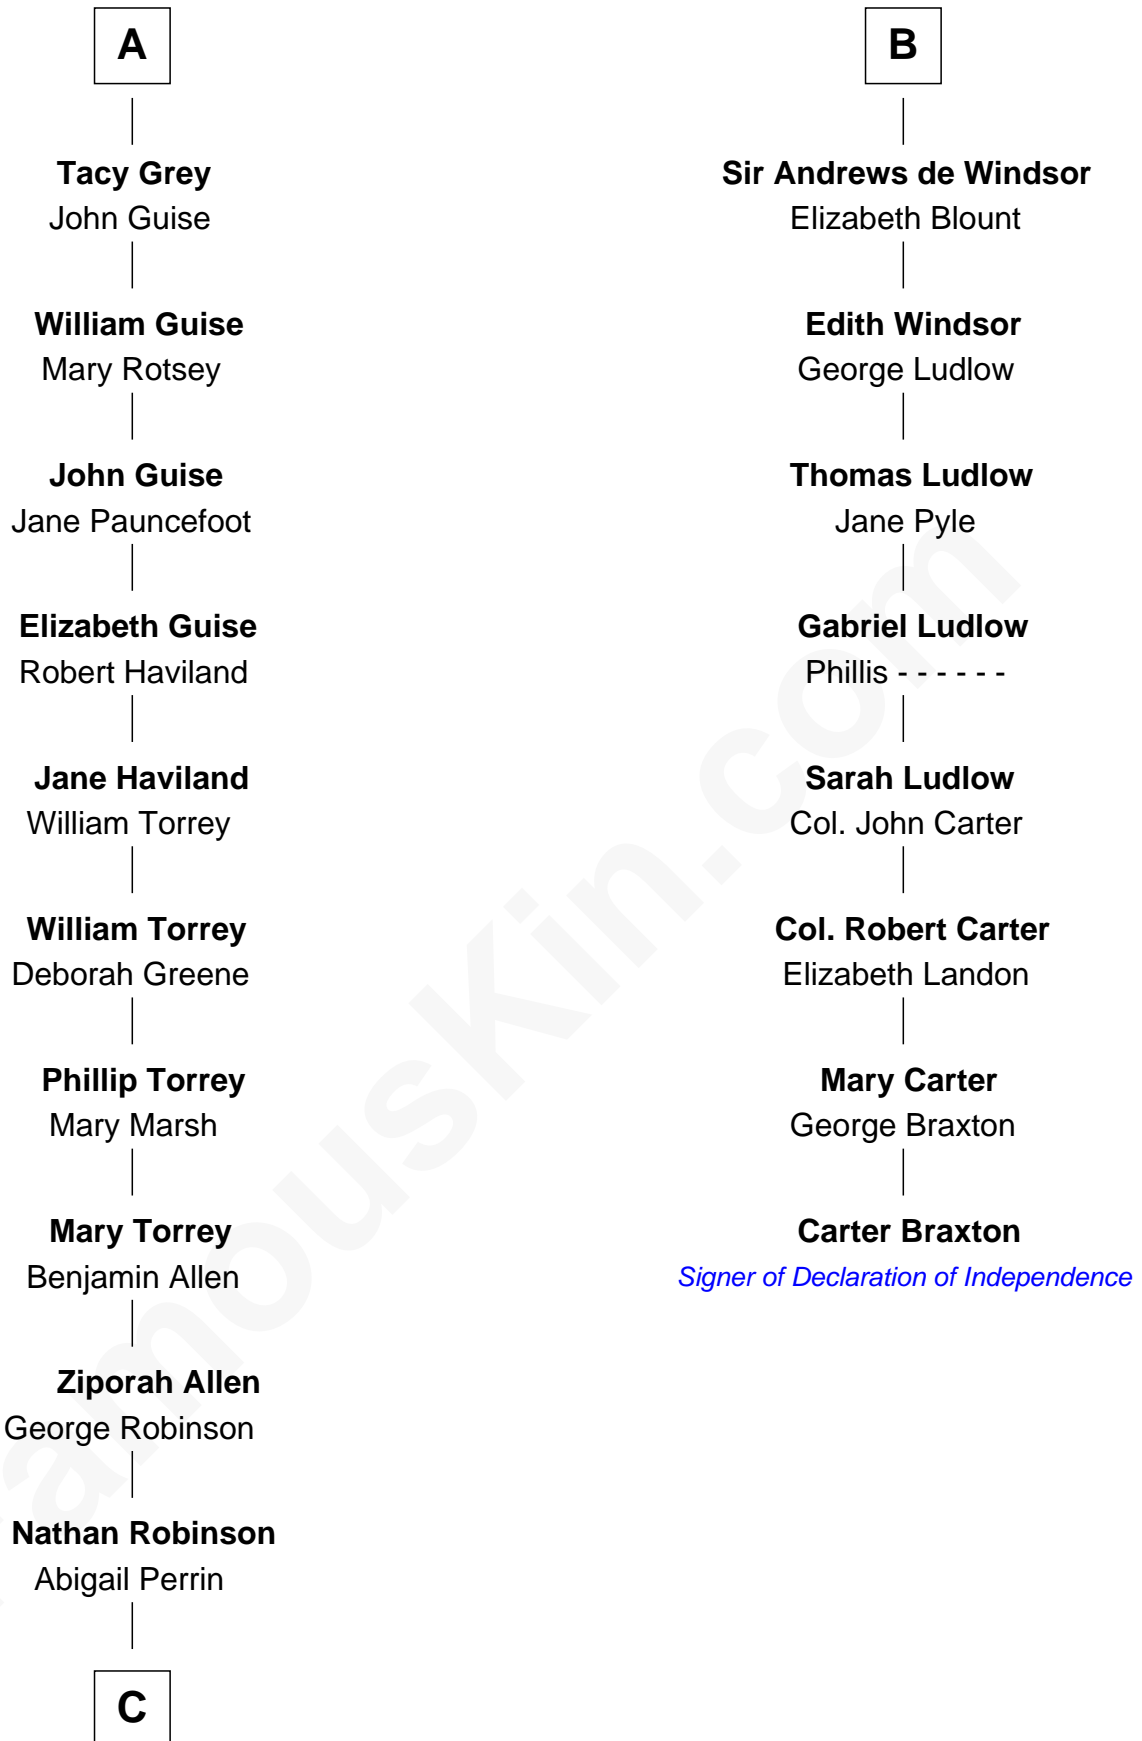 A
Tacy Grey
John Guise
William Guise
Mary Rotsey
John Guise
Jane Pauncefoot
Elizabeth Guise
Robert Haviland
Jane Haviland
William Torrey
William Torrey
Deborah Greene
Phillip Torrey
Mary Marsh
Mary Torrey
Benjamin Allen
Ziporah Allen
George Robinson
Nathan Robinson
Abigail Perrin
C
B
Sir Andrews de Windsor
Elizabeth Blount
Edith Windsor
George Ludlow
Thomas Ludlow
Jane Pyle
Gabriel Ludlow
Phillis - - - - - -
Sarah Ludlow
Col. John Carter
Col. Robert Carter
Elizabeth Landon
Mary Carter
George Braxton
Carter Braxton
Signer of Declaration of Independence
FamousKin.com